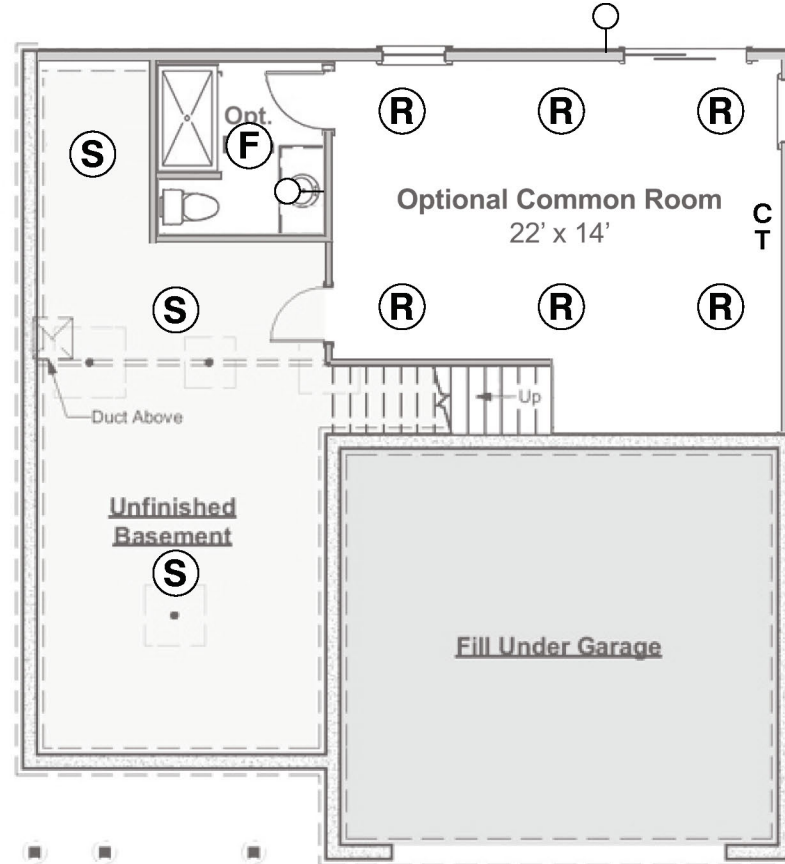 Opt.
F
R
R
R
S
Optional Common Room
22' x 14'
C
T
S
R
R
R
Up
Duct Above
Unfinished
Basement
S
Fill Under Garage